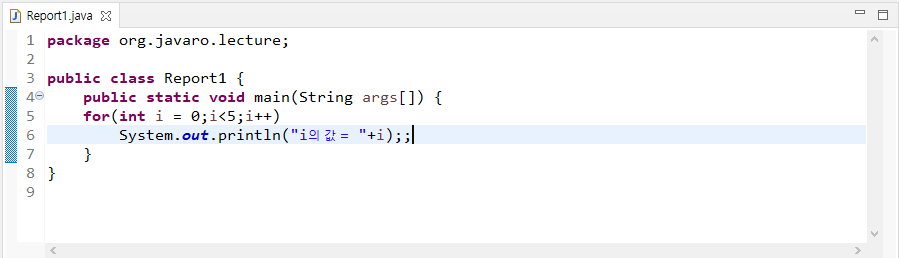 Report1.java
1 package org.javaro.lecture;
2
3 public class Report1 {
4 public static void main(String args[]) {
5 for(int i = 0;i<5;i++)
6 System.out.println("i의 값 = "+i);;
7 }
8 }
9